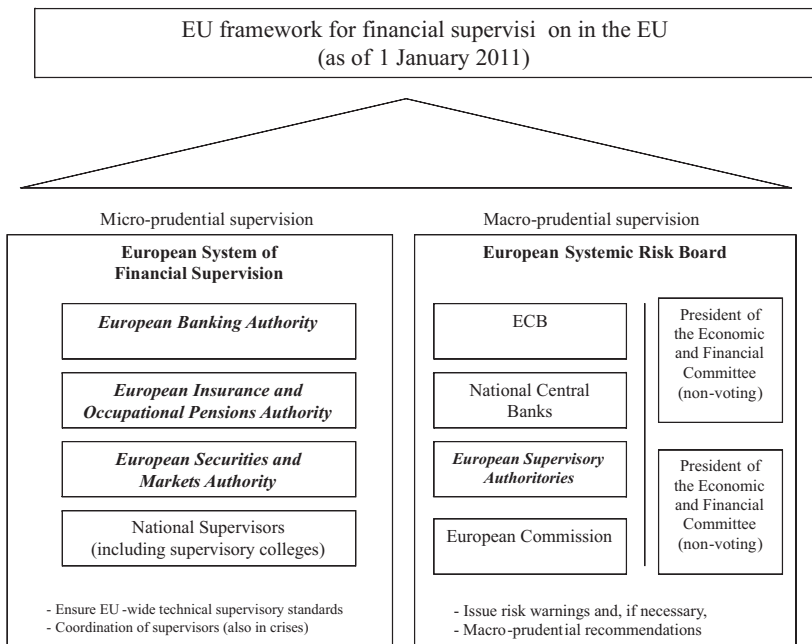 EU framework for financial supervisi on in the EU
(as of 1 January 2011)
Micro-prudential supervision
European System of
Financial Supervision
European Banking Authority
European Insurance and
Occupational Pensions Authority
European Securities and
Markets Authority
National Supervisors
(including supervisory colleges)
- Ensure EU -wide technical supervisory standards
- Coordination of supervisors (also in crises)
Macro-prudential supervision
European Systemic Risk Board
ECB
National Central
Banks
European Supervisory
Authoritories
European Commission
President of
the Economic
and Financial
Committee
(non-voting)
President of
the Economic
and Financial
Committee
(non-voting)
- Issue risk warnings and, if necessary,
- Macro-prudential recommendations